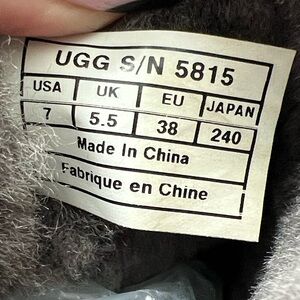 UGG S/N 5815
USA UK EU JAPAN
7 5.5 38 240
Made In China
Fabrique en Chine